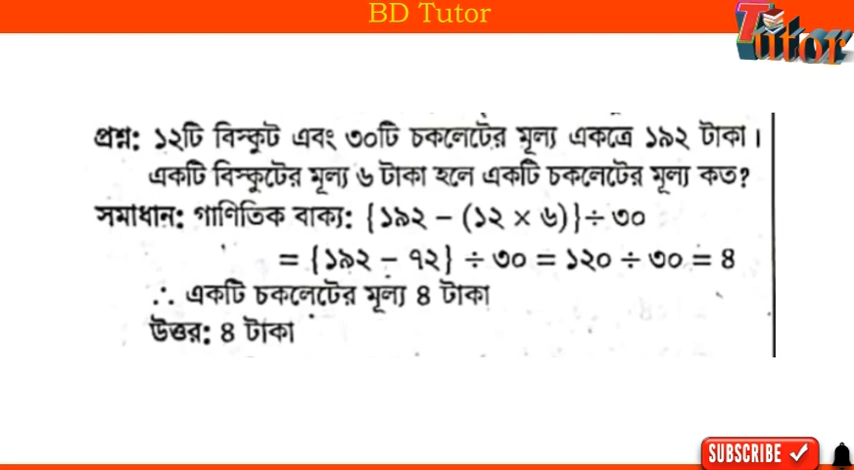 BD Tutor
Tutor
প্রশ্ন: ১২টি বিস্কুট এবং ৩০টি চকলেটের মূল্য একত্রে ১৯২ টাকা।
একটি বিস্কুটের মূল্য ৬ টাকা হলে একটি চকলেটের মূল্য কত?
সমাধান: গাণিতিক বাক্য: {১৯২ − (১২ × ৬)} ÷ ৩০
= {১৯২ − ৭২} ÷ ৩০ = ১২০ ÷ ৩০ = ৪
∴ একটি চকলেটের মূল্য ৪ টাকা
উত্তর: ৪ টাকা
SUBSCRIBE